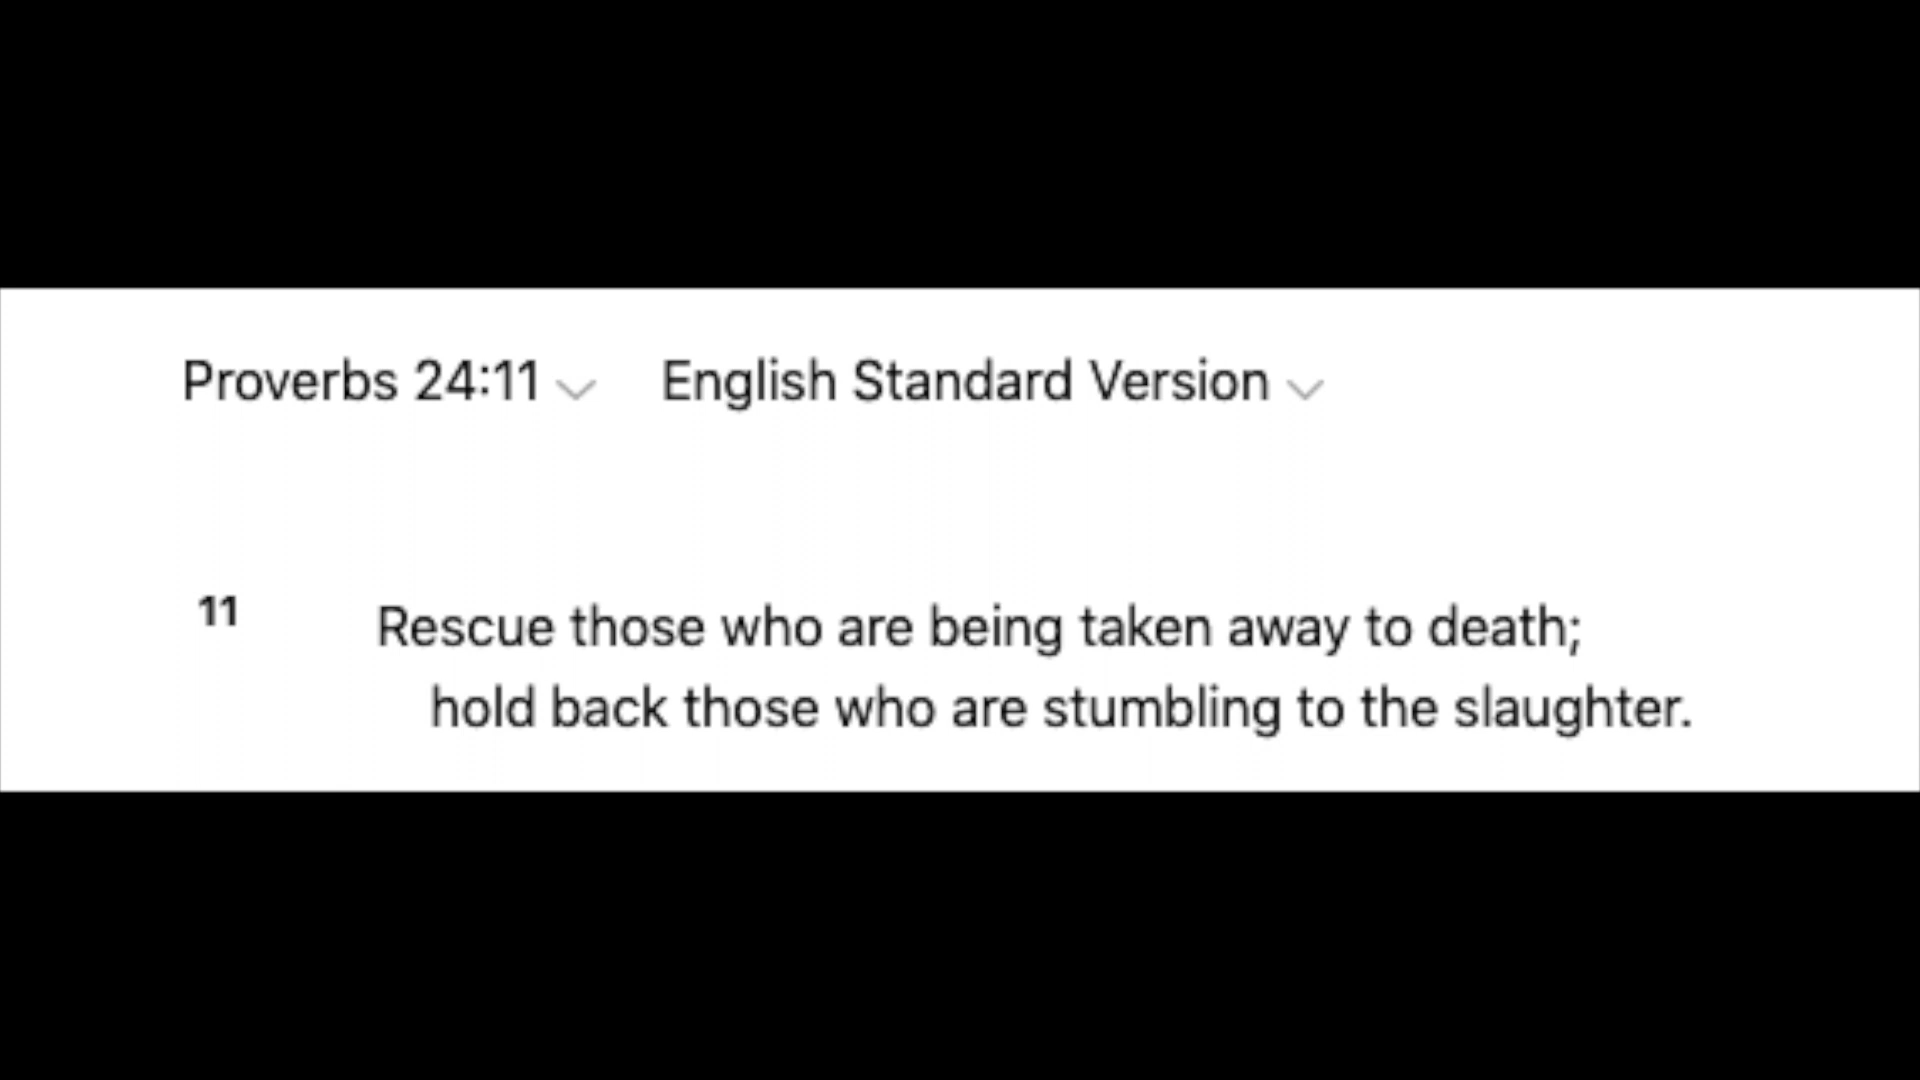 Proverbs 24:11 English Standard Version
11 Rescue those who are being taken away to death;
hold back those who are stumbling to the slaughter.